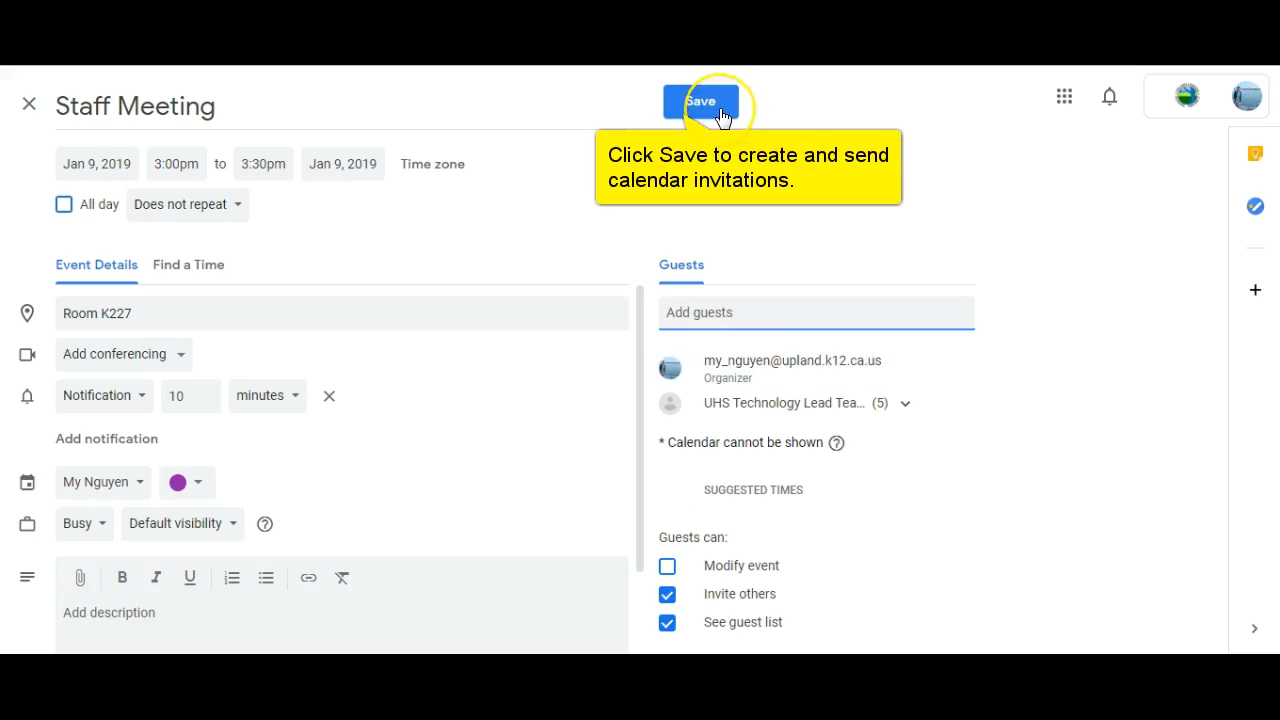 Staff Meeting
Save
Click Save to create and send
calendar invitations.
Jan 9, 2019 3:00pm to 3:30pm Jan 9, 2019 Time zone
All day Does not repeat
Event Details Find a Time
Guests
Room K227
Add guests
Add conferencing
my_nguyen@upland.k12.ca.us
Organizer
Notification 10 minutes
UHS Technology Lead Tea... (5)
Add notification
* Calendar cannot be shown ?
My Nguyen
SUGGESTED TIMES
Busy Default visibility ?
Guests can:
Modify event
B I U
Invite others
Add description
See guest list